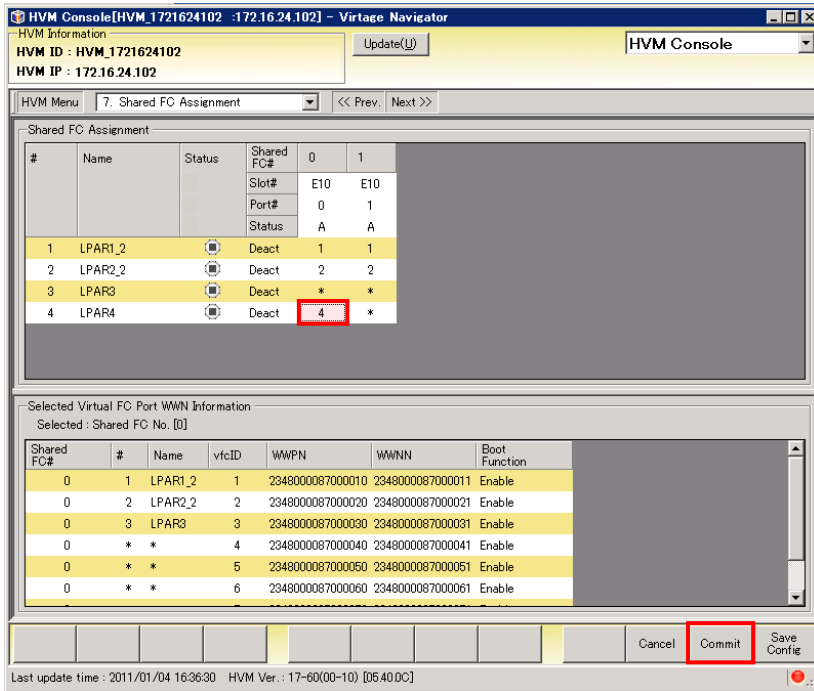 HVM Console[HVM_1721624102 :172.16.24.102] - Virtage Navigator
HVM Information
HVM ID : HVM_1721624102
HVM IP : 172.16.24.102
Update(U)
HVM Console
HVM Menu 7. Shared FC Assignment << Prev. Next >>
Shared FC Assignment
# Name Status Shared FC# 0 1
Slot# E10 E10
Port# 0 1
Status A A
1 LPAR1_2 Deact 1 1
2 LPAR2_2 Deact 2 2
3 LPAR3 Deact * *
4 LPAR4 Deact 4 *
Selected Virtual FC Port WWN Information
Selected : Shared FC No. [0]
Shared FC# # Name vfcID WWPN WWNN Boot Function
0 1 LPAR1_2 1 2348000087000010 2348000087000011 Enable
0 2 LPAR2_2 2 2348000087000020 2348000087000021 Enable
0 3 LPAR3 3 2348000087000030 2348000087000031 Enable
0 * * 4 2348000087000040 2348000087000041 Enable
0 * * 5 2348000087000050 2348000087000051 Enable
0 * * 6 2348000087000060 2348000087000061 Enable
Cancel Commit Save Config
Last update time : 2011/01/04 16:36:30 HVM Ver. : 17-60(00-10) [05.40.0C]